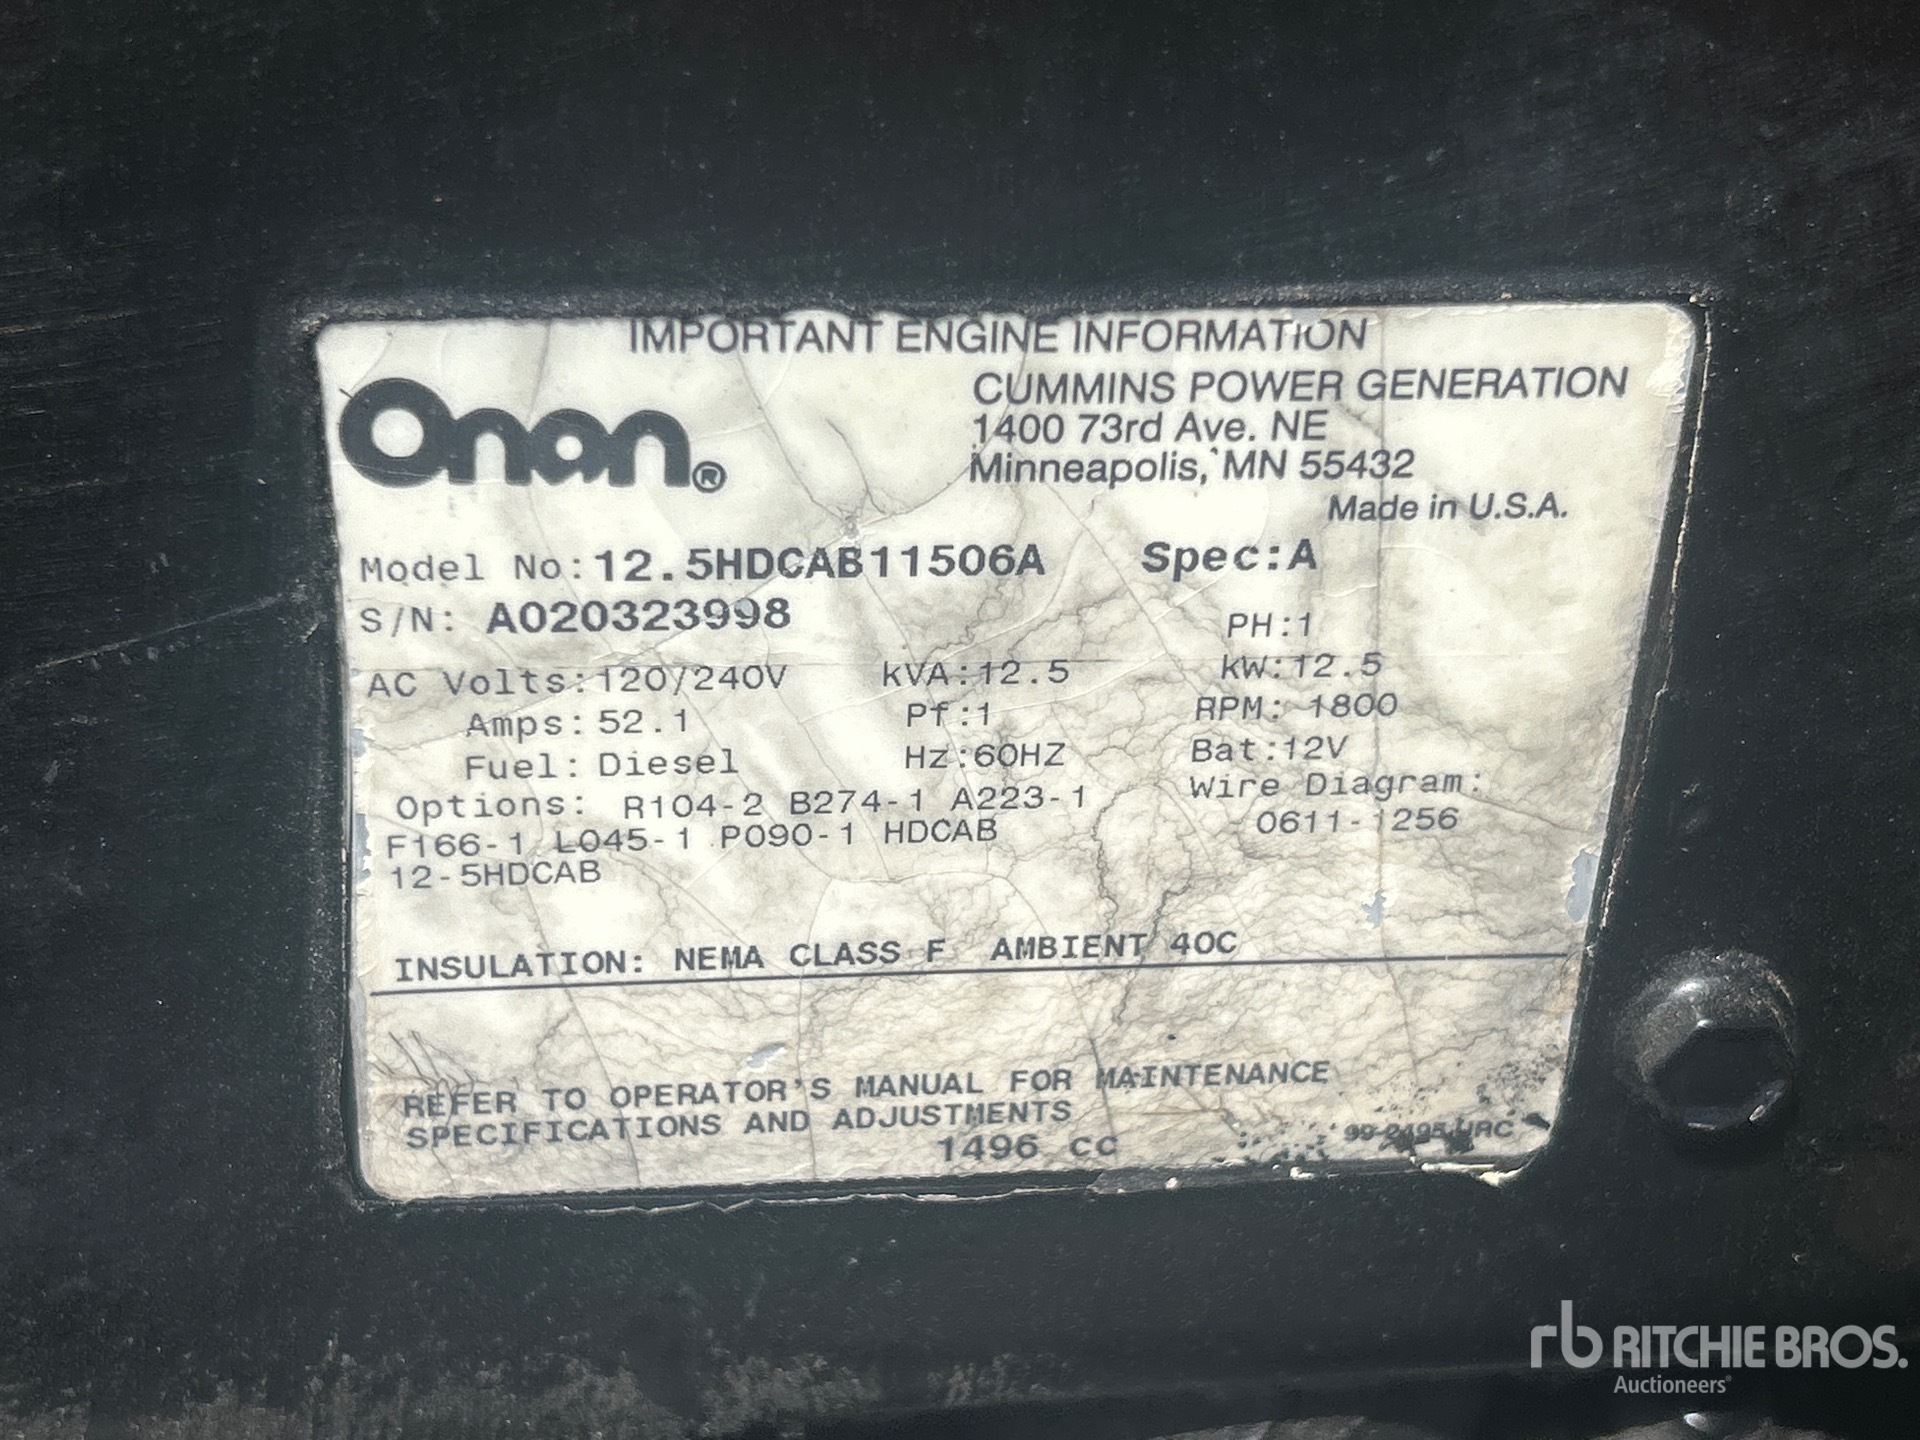 IMPORTANT ENGINE INFORMATION
Onan®
CUMMINS POWER GENERATION
1400 73rd Ave. NE
Minneapolis, MN 55432
Made in U.S.A.
Model No: 12.5HDCAB11506A Spec:A
S/N: A020323998 PH:1
AC Volts:120/240V kVA:12.5 kW:12.5
Amps:52.1 Pf:1 RPM: 1800
Fuel: Diesel Hz:60HZ Bat:12V
Options: R104-2 B274-1 A223-1 Wire Diagram:
F166-1 L045-1 P090-1 HDCAB 0611-1256
12-5HDCAB
INSULATION: NEMA CLASS F AMBIENT 40C
REFER TO OPERATOR'S MANUAL FOR MAINTENANCE
SPECIFICATIONS AND ADJUSTMENTS
1496 CC
rb RITCHIE BROS.
Auctioneers®